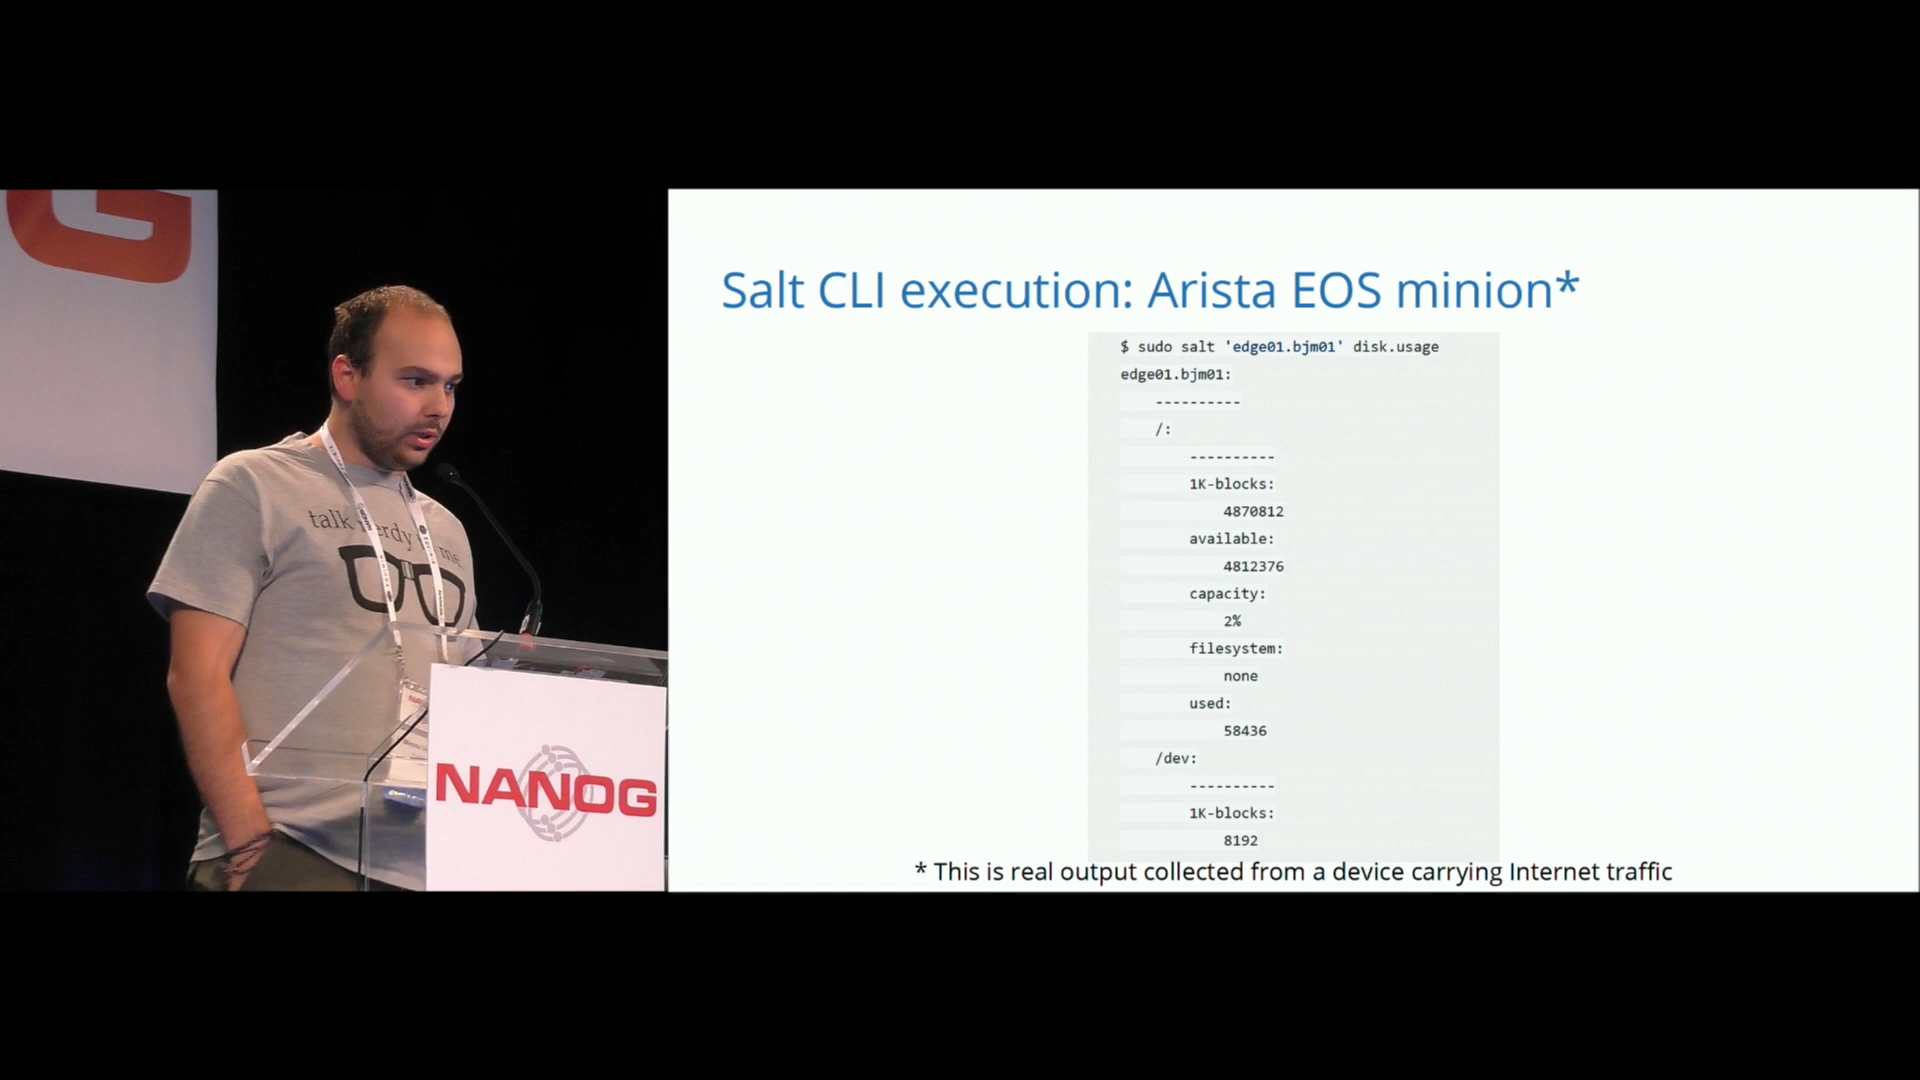 G
talk nerdy me
NANOG
Salt CLI execution: Arista EOS minion*
$ sudo salt 'edge01.bjm01' disk.usage
edge01.bjm01:
----------
/:
----------
1K-blocks:
4870812
available:
4812376
capacity:
2%
filesystem:
none
used:
58436
/dev:
----------
1K-blocks:
8192
* This is real output collected from a device carrying Internet traffic